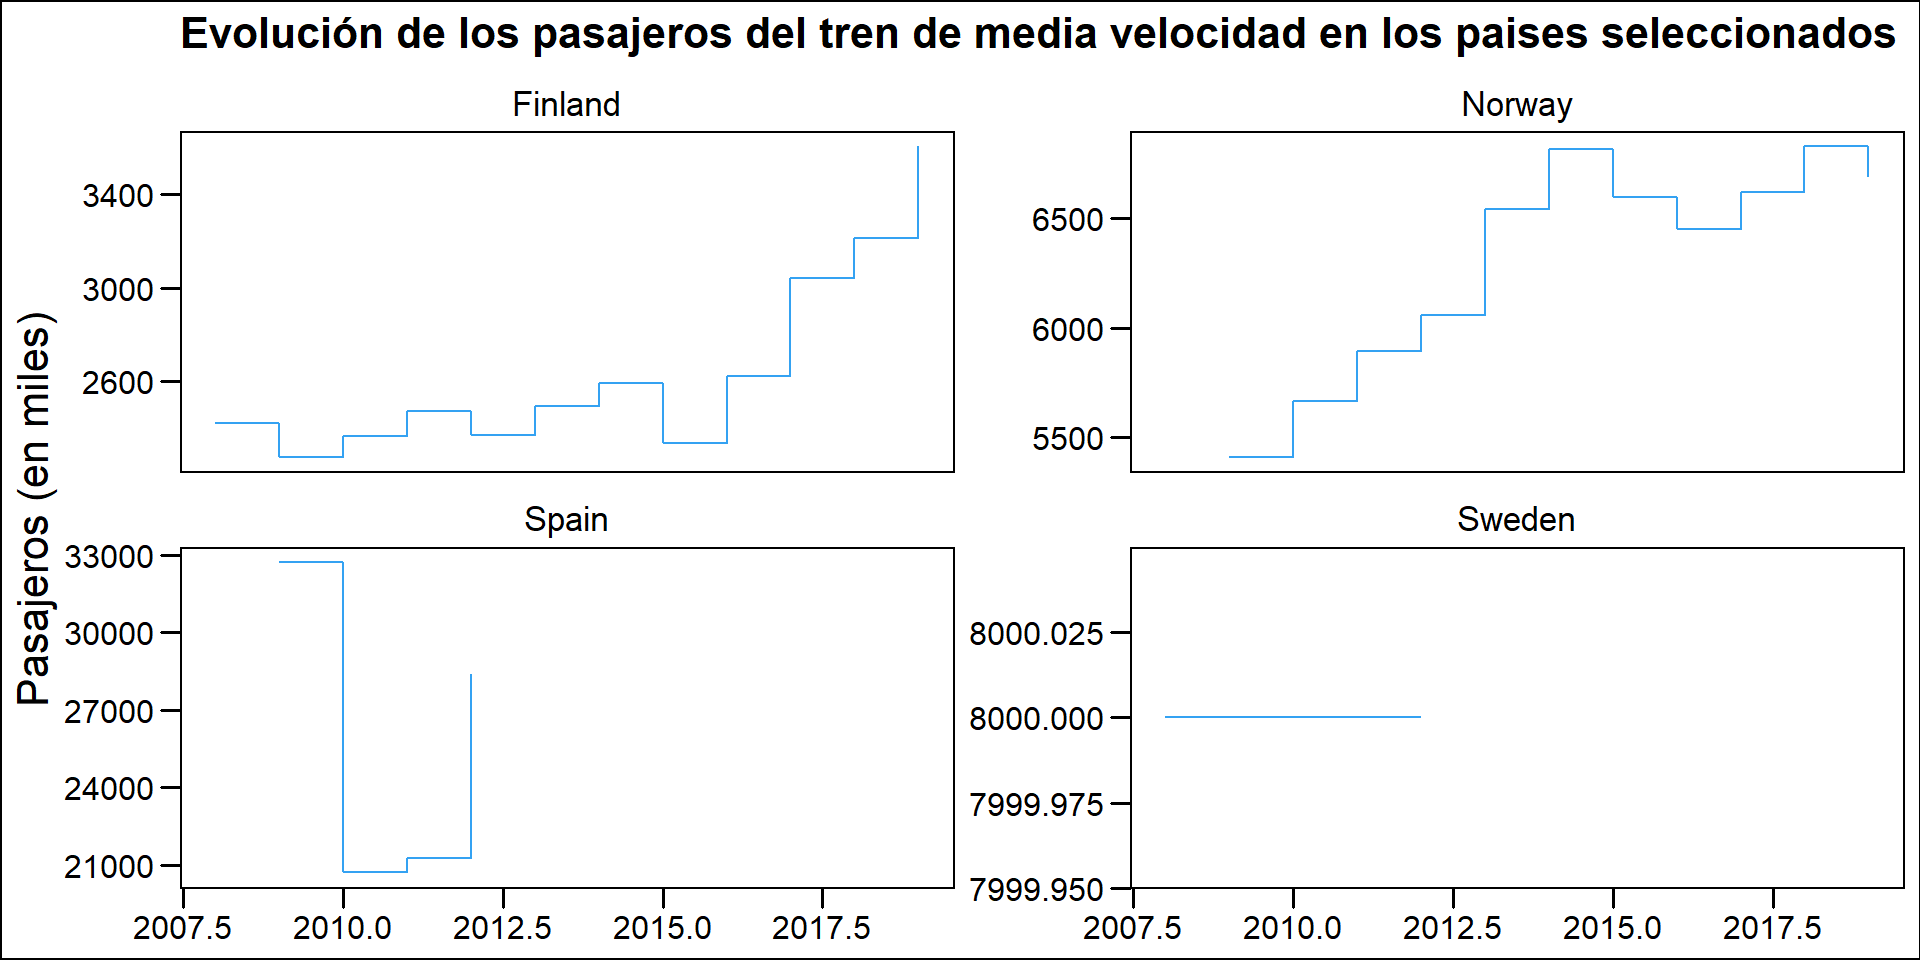 Evolución de los pasajeros del tren de media velocidad en los paises seleccionados
Finland
Norway
3400
3000
2600
6500
6000
5500
Pasajeros (en miles)
Spain
Sweden
33000
30000
27000
24000
21000
8000.025
8000.000
7999.975
7999.950
2007.5 2010.0 2012.5 2015.0 2017.5
2007.5 2010.0 2012.5 2015.0 2017.5